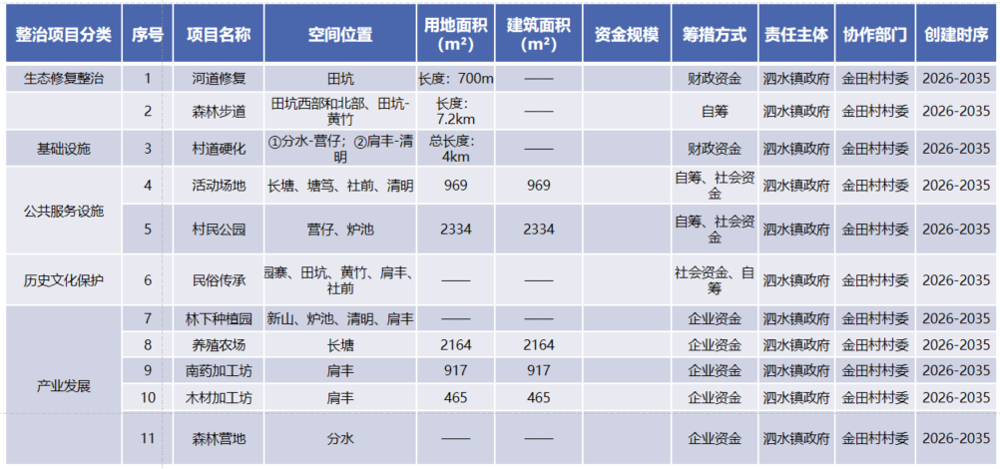 整治项目分类 序号 项目名称 空间位置 用地面积（m²） 建筑面积（m²） 资金规模 筹措方式 责任主体 协作部门 创建时序
生态修复整治 1 河道修复 田坑 长度：700m —— 财政资金 泗水镇政府 金田村村委 2026-2035
2 森林步道 田坑西部和北部、田坑-黄竹 长度：7.2km —— 自筹 泗水镇政府 金田村村委 2026-2035
基础设施 3 村道硬化 ①分水-营仔；②肩丰-清明 总长度：4km —— 财政资金 泗水镇政府 金田村村委 2026-2035
公共服务设施 4 活动场地 长塘、塘笃、社前、清明 969 969 自筹、社会资金 泗水镇政府 金田村村委 2026-2035
5 村民公园 营仔、炉池 2334 2334 自筹、社会资金 泗水镇政府 金田村村委 2026-2035
历史文化保护 6 民俗传承 园寨、田坑、黄竹、肩丰、社前 —— —— 社会资金、自筹 泗水镇政府 金田村村委 2026-2035
产业发展 7 林下种植园 新山、炉池、清明、肩丰 —— —— 企业资金 泗水镇政府 金田村村委 2026-2035
8 养殖农场 长塘 2164 2164 企业资金 泗水镇政府 金田村村委 2026-2035
9 南药加工坊 肩丰 917 917 企业资金 泗水镇政府 金田村村委 2026-2035
10 木材加工坊 肩丰 465 465 企业资金 泗水镇政府 金田村村委 2026-2035
11 森林营地 分水 —— —— 企业资金 泗水镇政府 金田村村委 2026-2035